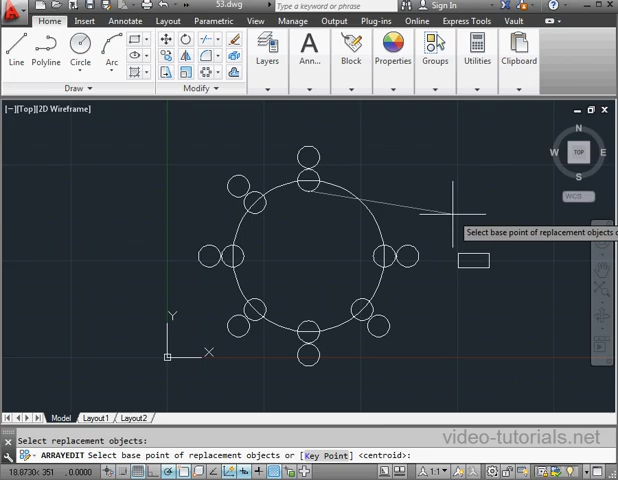 53.dwg
Type a keyword or phrase
Sign In
Home Insert Annotate Layout Parametric View Manage Output Plug-ins Online Express Tools Vault
Line Polyline Circle Arc Layers Ann... Block Properties Groups Utilities Clipboard
Draw Modify
[−][Top][2D Wireframe]
N
W TOP E
S
WCS
Select base point of replacement objects o
Y
X
Model Layout1 Layout2
Select replacement objects:
video-tutorials.net
ARRAYEDIT Select base point of replacement objects or [Key Point] <centroid>:
18.8730< 351 , 0.0000
MODEL
1:1